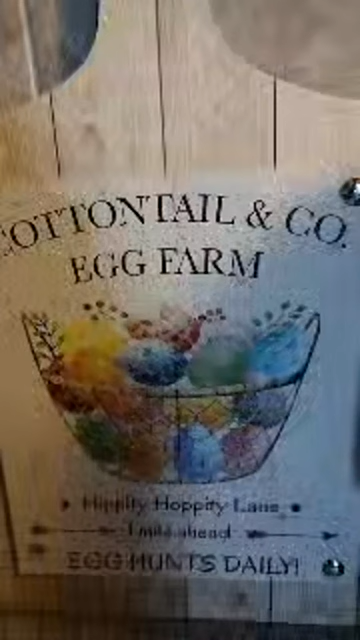 COTTONTAIL & CO.
EGG FARM
Hippity Hoppity Lane
1 mile ahead
EGG HUNTS DAILY!